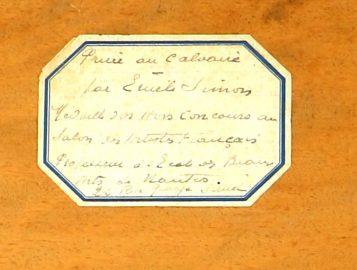 Prière au Calvaire
par Emile Simon
Médaille d'or Hors Concours au
Salon des Artistes Français
Professeur à l'Ecole des Beaux
Arts de Nantes.
Rue